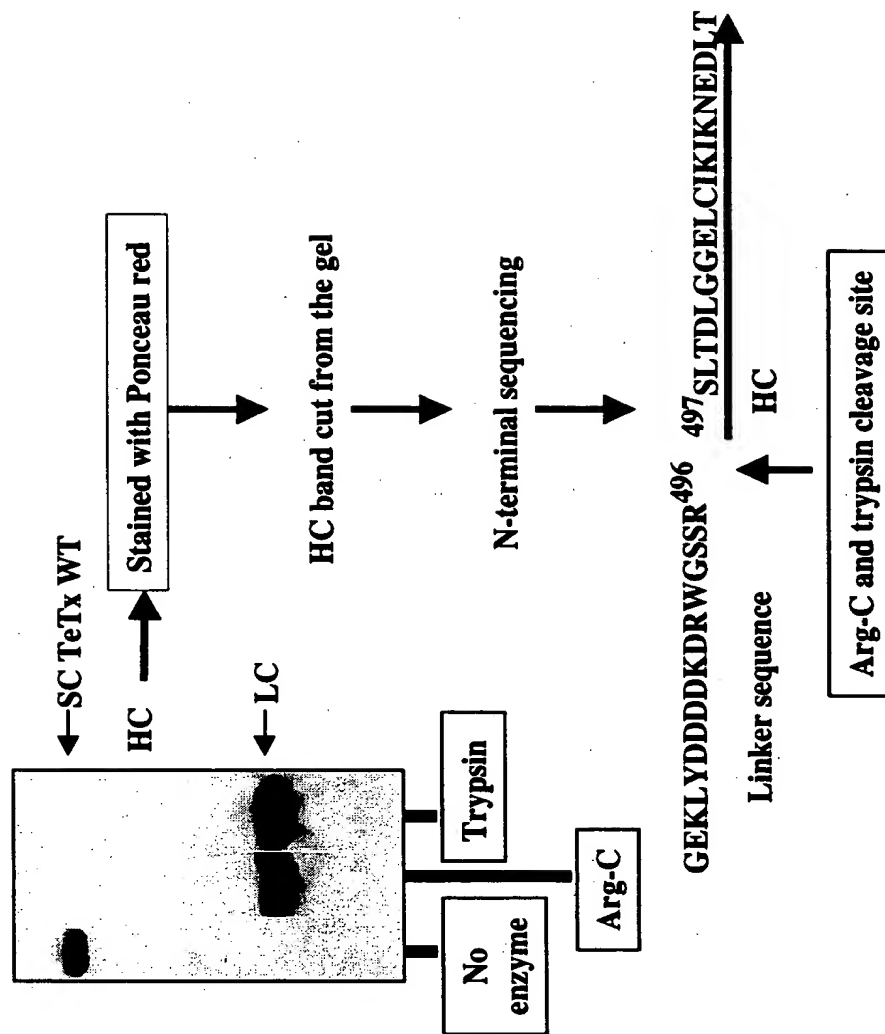 SC TeTx WT
HC
LC
Stained with Ponceau red
No
enzyme
Arg-C
Trypsin
HC band cut from the gel
N-terminal sequencing
GEKLYDDDKDRWGSSR496 497SLTDLGGELCIKIKNEDLT
Linker sequence
HC
Arg-C and trypsin cleavage site